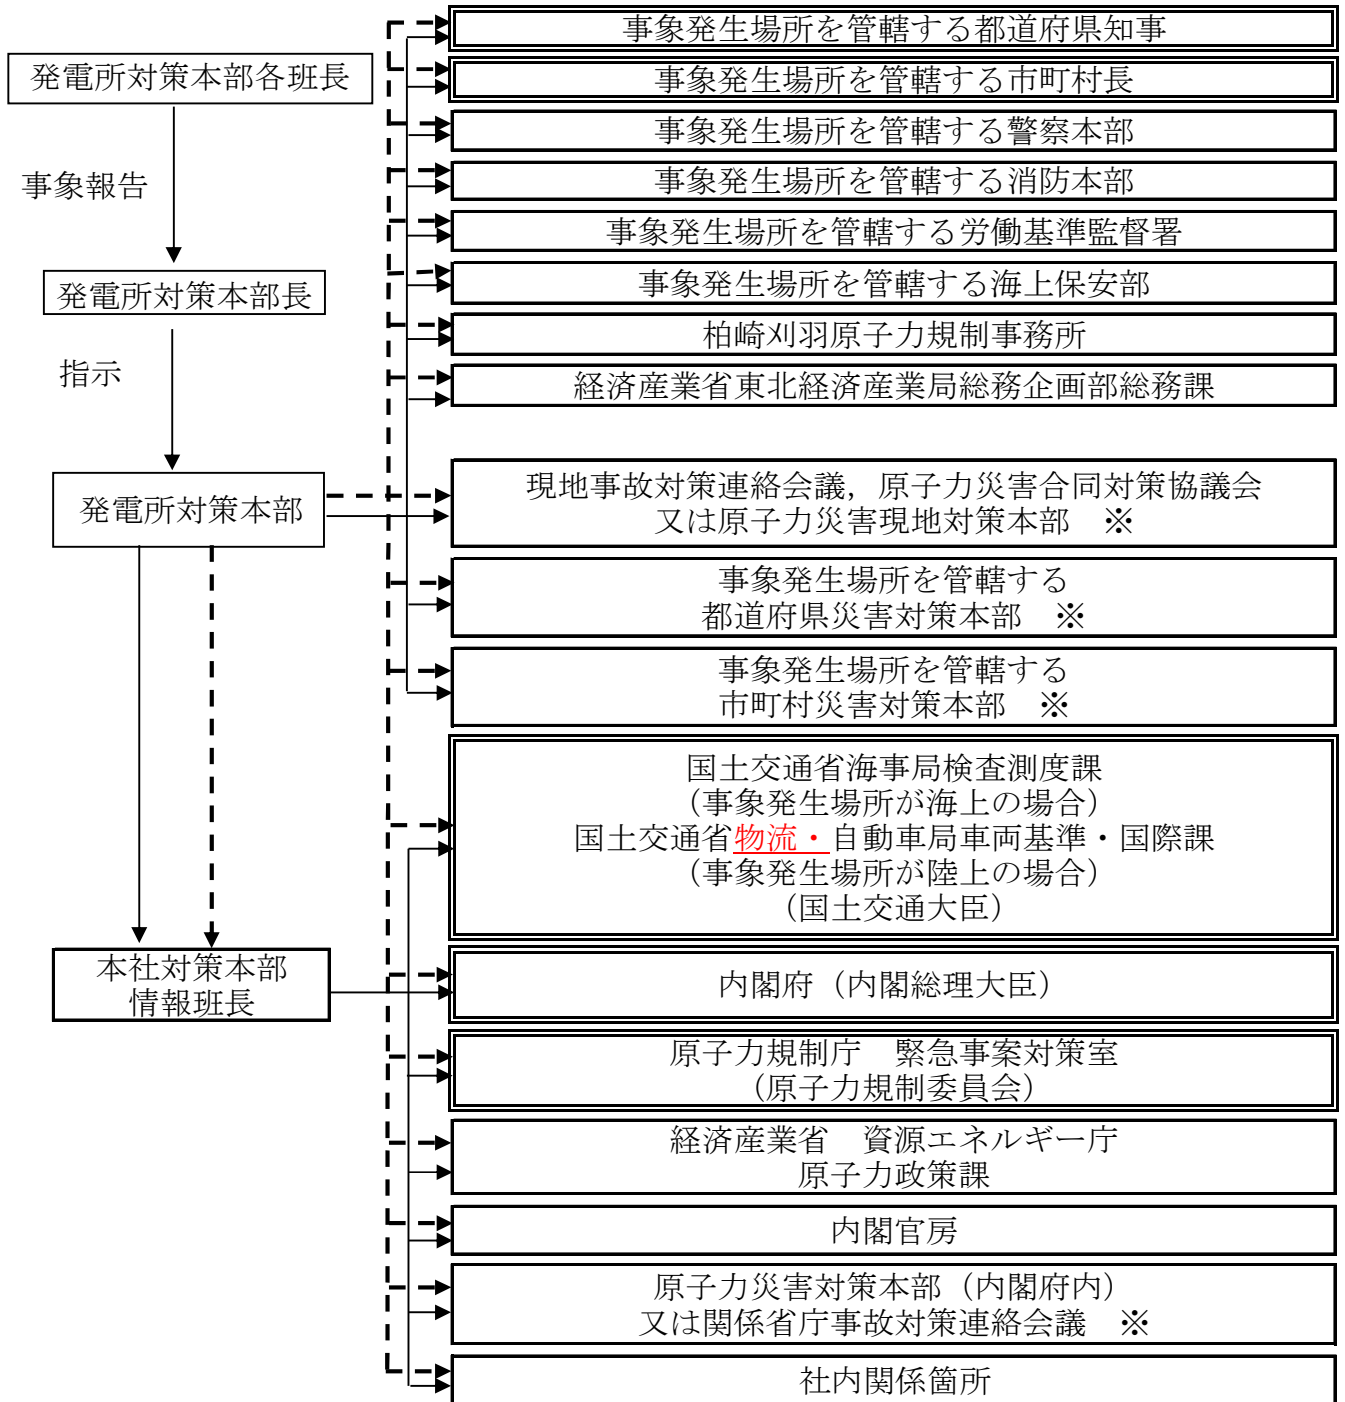 発電所対策本部各班長
事象報告
発電所対策本部長
指示
発電所対策本部
本社対策本部
情報班長
事象発生場所を管轄する都道府県知事
事象発生場所を管轄する市町村長
事象発生場所を管轄する警察本部
事象発生場所を管轄する消防本部
事象発生場所を管轄する労働基準監督署
事象発生場所を管轄する海上保安部
柏崎刈羽原子力規制事務所
経済産業省東北経済産業局総務企画部総務課
現地事故対策連絡会議,原子力災害合同対策協議会
又は原子力災害現地対策本部　※
事象発生場所を管轄する
都道府県災害対策本部　※
事象発生場所を管轄する
市町村災害対策本部　※
国土交通省海事局検査測度課
（事象発生場所が海上の場合）
国土交通省物流・自動車局車両基準・国際課
（事象発生場所が陸上の場合）
（国土交通大臣）
内閣府（内閣総理大臣）
原子力規制庁　緊急事案対策室
（原子力規制委員会）
経済産業省　資源エネルギー庁
原子力政策課
内閣官房
原子力災害対策本部（内閣府内）
又は関係省庁事故対策連絡会議　※
社内関係箇所